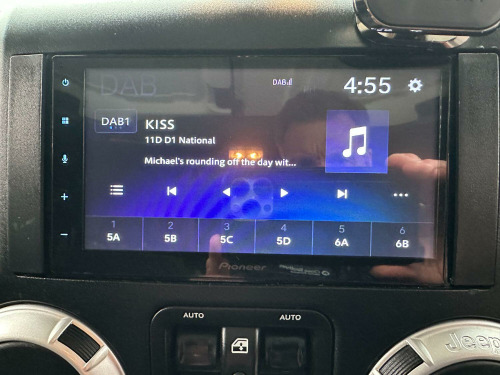 DAB
DAB
4:55
DAB1
KISS
11D D1 National
Michael's rounding off the day wit...
1 2 3 4 5 6
5A 5B 5C 5D 6A 6B
Pioneer
AUTO AUTO
Jeep